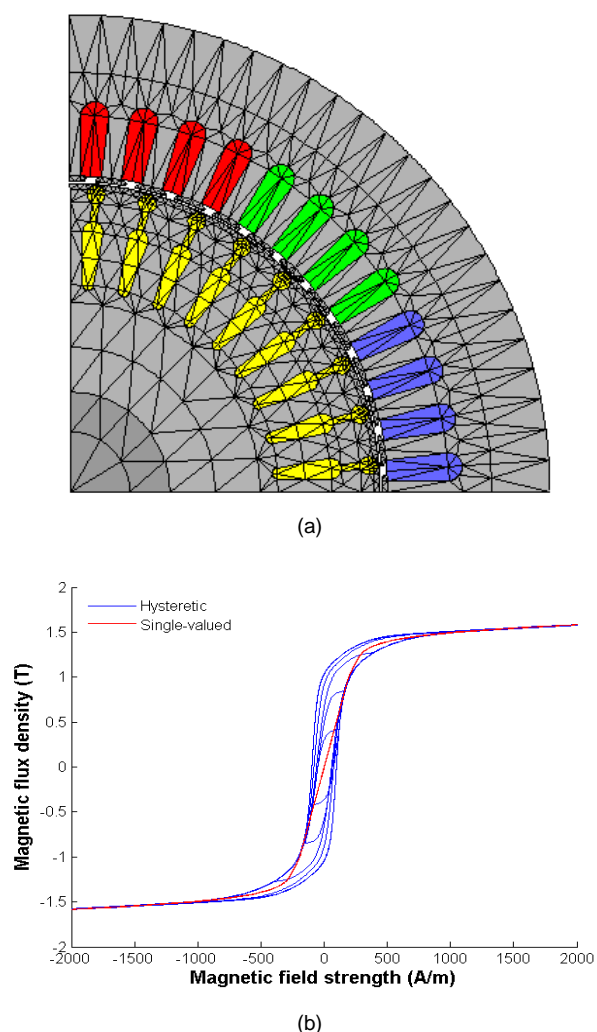 (a)
2
1.5
1
0.5
0
-0.5
-1
-1.5
-2
-2000 -1500 -1000 -500 0 500 1000 1500 2000
Magnetic flux density (T)
Magnetic field strength (A/m)
Hysteretic
Single-valued
(b)